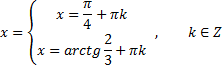 x = { x = π/4 + πk
x = arctg 2/3 + πk , k ∈ Z